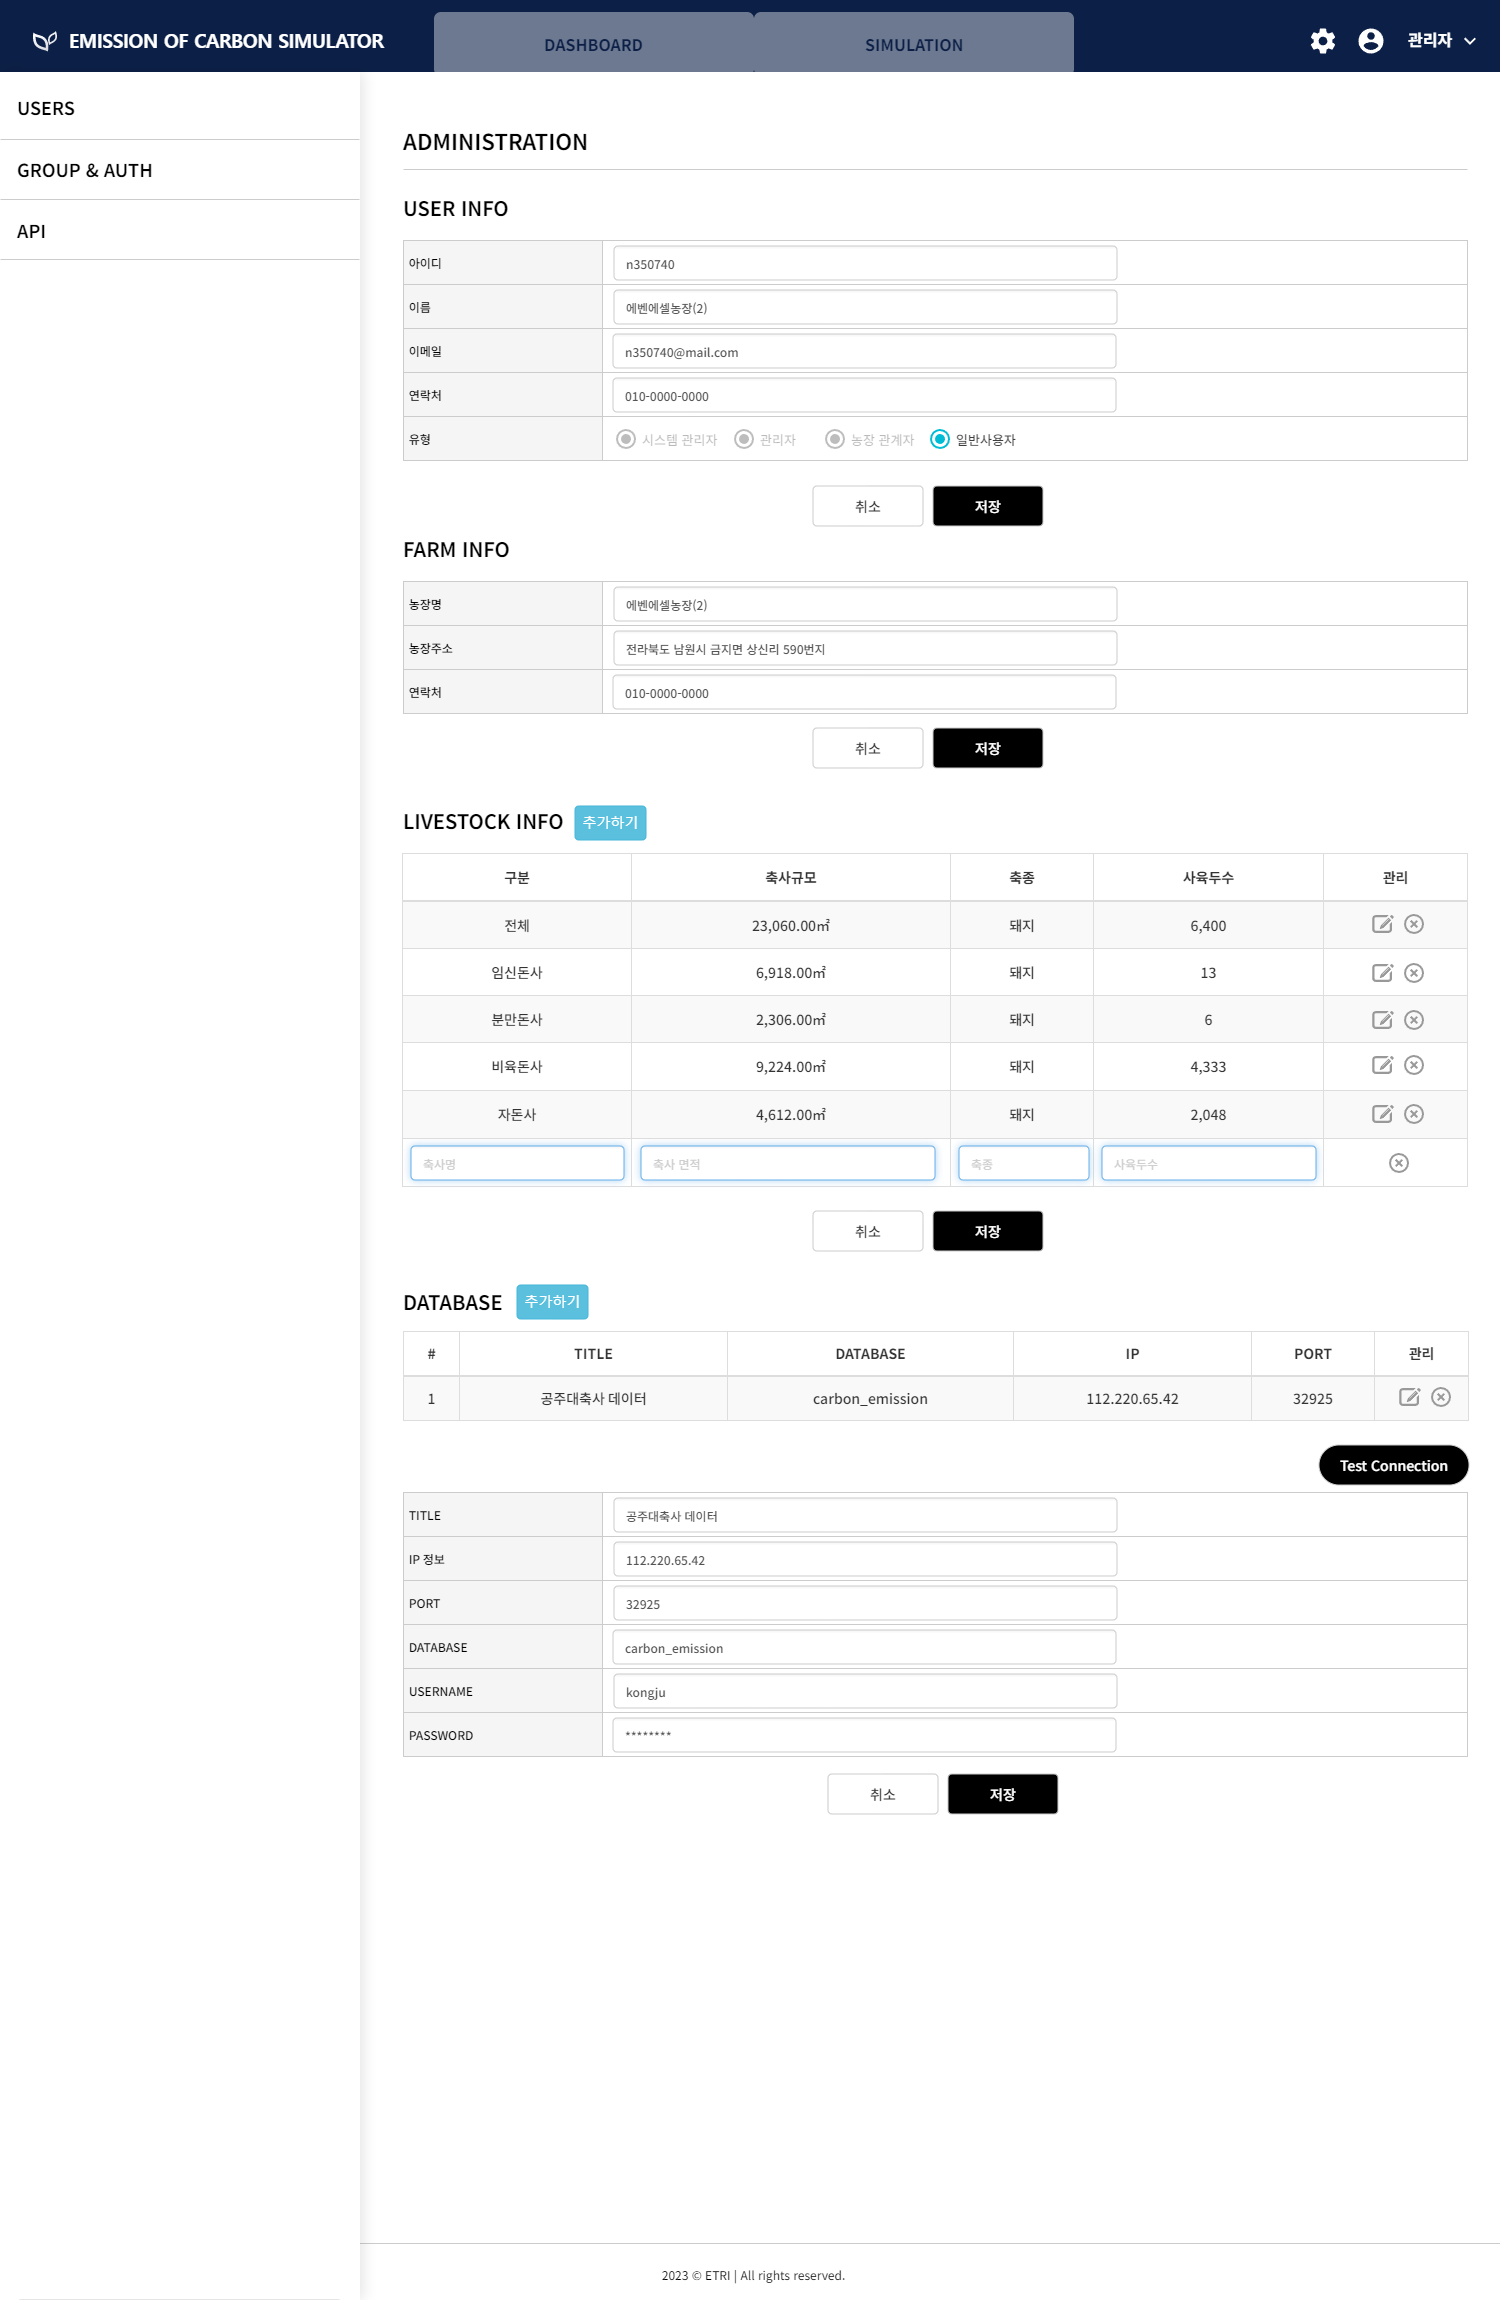 EMISSION OF CARBON SIMULATOR
DASHBOARD
SIMULATION
관리자
USERS
GROUP & AUTH
API
ADMINISTRATION
USER INFO
아이디 n350740
이름 에벤에셀농장(2)
이메일 n350740@mail.com
연락처 010-0000-0000
유형 시스템 관리자 관리자 농장 관계자 일반사용자
취소 저장
FARM INFO
농장명 에벤에셀농장(2)
농장주소 전라북도 남원시 금지면 상신리 590번지
연락처 010-0000-0000
취소 저장
LIVESTOCK INFO 추가하기
구분 축사규모 축종 사육두수 관리
전체 23,060.00㎡ 돼지 6,400
임신돈사 6,918.00㎡ 돼지 13
분만돈사 2,306.00㎡ 돼지 6
비육돈사 9,224.00㎡ 돼지 4,333
자돈사 4,612.00㎡ 돼지 2,048
축사명 축사 면적 축종 사육두수
취소 저장
DATABASE 추가하기
# TITLE DATABASE IP PORT 관리
1 공주대축사 데이터 carbon_emission 112.220.65.42 32925
Test Connection
TITLE 공주대축사 데이터
IP 정보 112.220.65.42
PORT 32925
DATABASE carbon_emission
USERNAME kongju
PASSWORD ********
취소 저장
2023 © ETRI | All rights reserved.